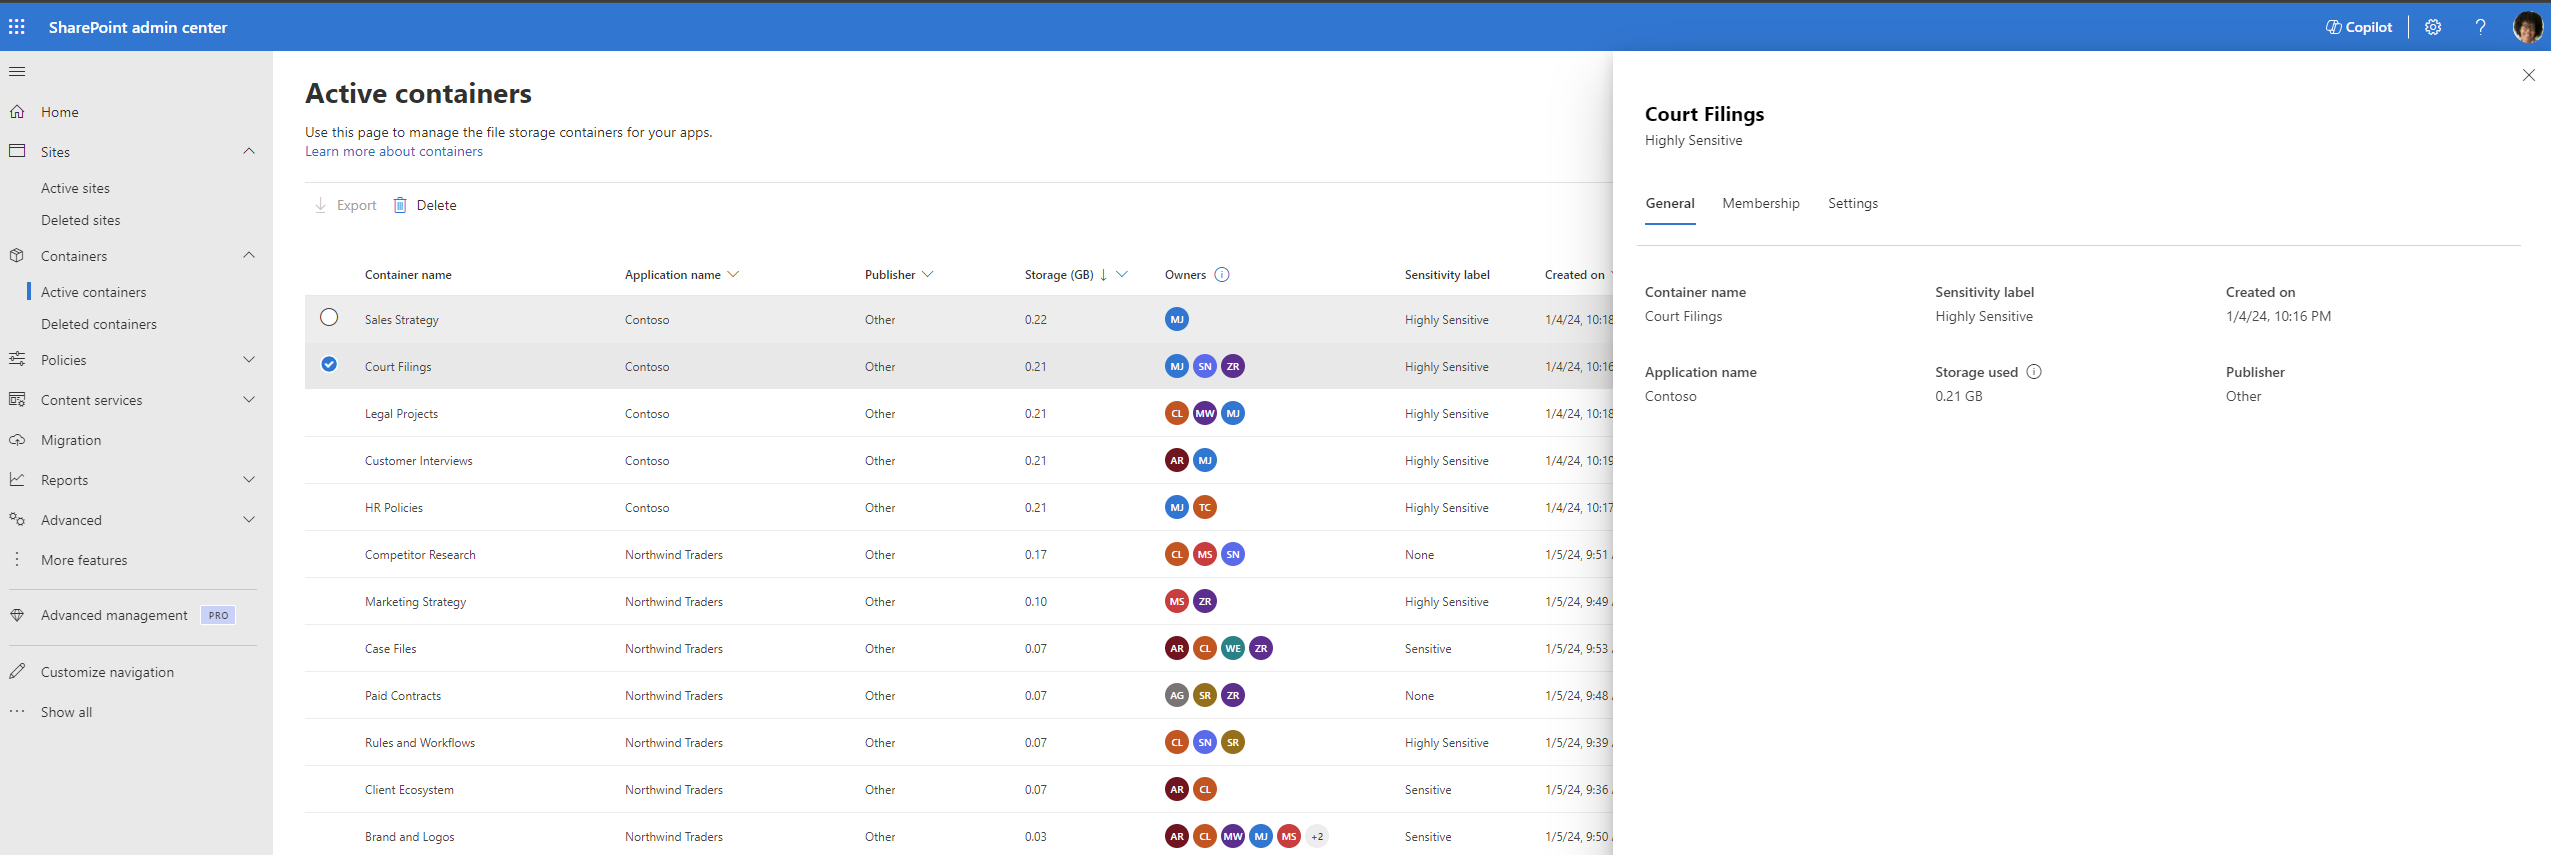 SharePoint admin center
Copilot
Home
Sites
Active sites
Deleted sites
Containers
Active containers
Deleted containers
Policies
Content services
Migration
Reports
Advanced
More features
Advanced management PRO
Customize navigation
Show all
Active containers
Use this page to manage the file storage containers for your apps.
Learn more about containers
Export Delete
Container name Application name Publisher Storage (GB) Owners Sensitivity label Created on
Sales Strategy Contoso Other 0.22 MJ Highly Sensitive 1/4/24, 10:18
Court Filings Contoso Other 0.21 MJ SN ZR Highly Sensitive 1/4/24, 10:16
Legal Projects Contoso Other 0.21 CL MW MJ Highly Sensitive 1/4/24, 10:18
Customer Interviews Contoso Other 0.21 AR MJ Highly Sensitive 1/4/24, 10:19
HR Policies Contoso Other 0.21 MJ TC Highly Sensitive 1/4/24, 10:17
Competitor Research Northwind Traders Other 0.17 CL MS SN None 1/5/24, 9:51
Marketing Strategy Northwind Traders Other 0.10 MS ZR Highly Sensitive 1/5/24, 9:49
Case Files Northwind Traders Other 0.07 AR CL WE ZR Sensitive 1/5/24, 9:53
Paid Contracts Northwind Traders Other 0.07 AG SR ZR None 1/5/24, 9:48
Rules and Workflows Northwind Traders Other 0.07 CL SN SR Highly Sensitive 1/5/24, 9:39
Client Ecosystem Northwind Traders Other 0.07 AR CL Sensitive 1/5/24, 9:36
Brand and Logos Northwind Traders Other 0.03 AR CL MW MJ MS +2 Sensitive 1/5/24, 9:50
Court Filings
Highly Sensitive
General Membership Settings
Container name Sensitivity label Created on
Court Filings Highly Sensitive 1/4/24, 10:16 PM
Application name Storage used Publisher
Contoso 0.21 GB Other